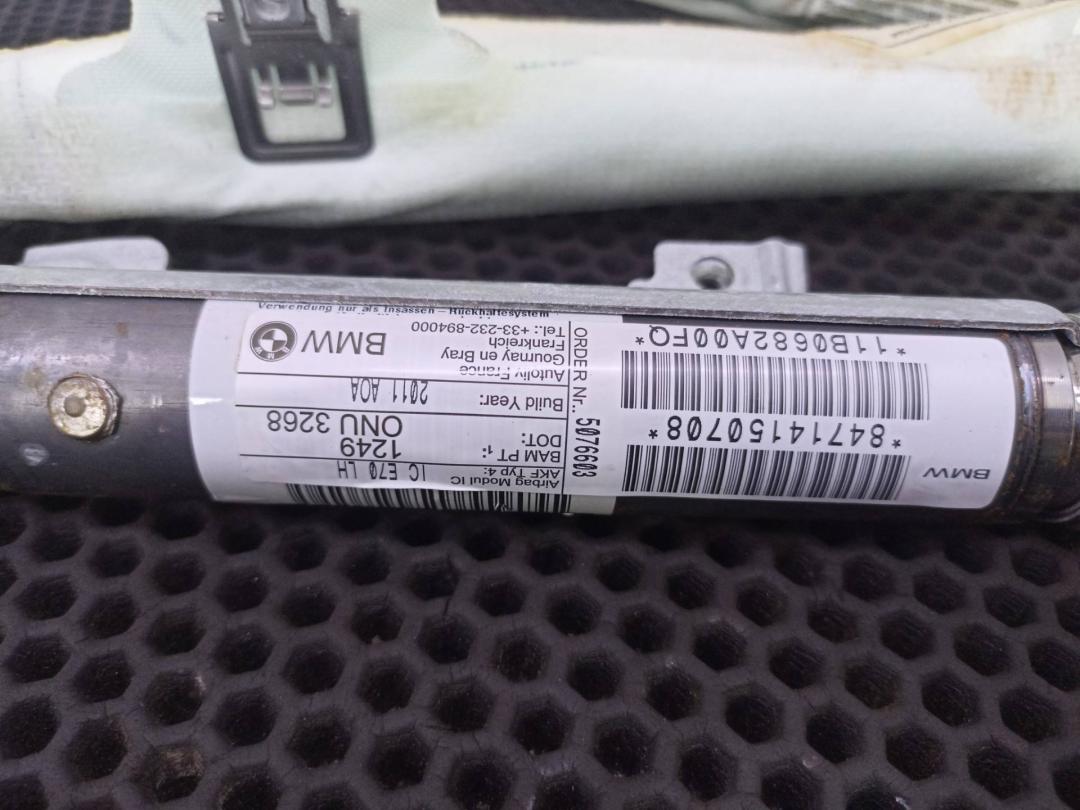 BMW
*84714150708*
*11B0682A00FQ*
ORDER Nr.. 5076603
Airbag Modul IC
AKF Typ 4: IC E70 LH
BAM PT 1: 1249
DOT: ONU 3268
Build Year: 2011 AOA
Autoliv France
Gournay en Bray
Frankreich
Tel.: +33-232-894000
BMW
BMW
Verwendung nur als Insassen - Rückhaltesystem